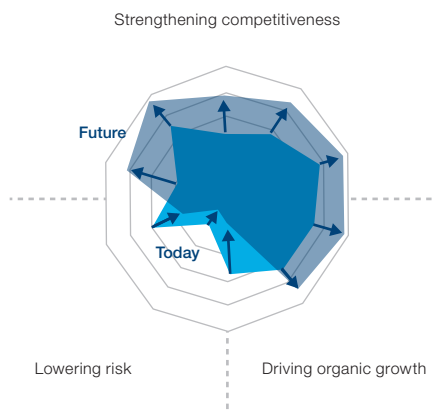 Strengthening competitiveness
Future
Today
Lowering risk
Driving organic growth